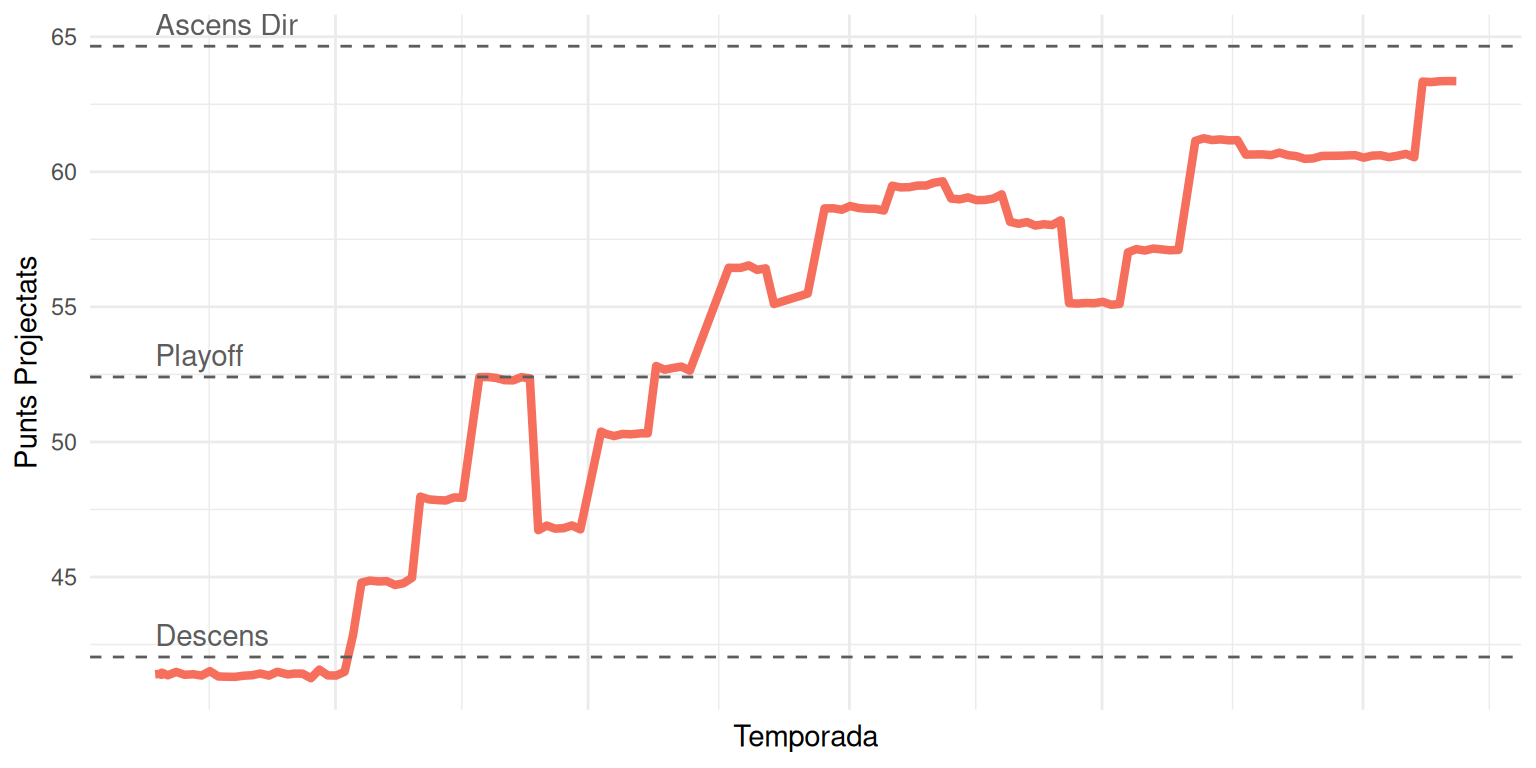 Ascens Dir
65
60
55
Playoff
50
45
Descens
Punts Projectats
Temporada